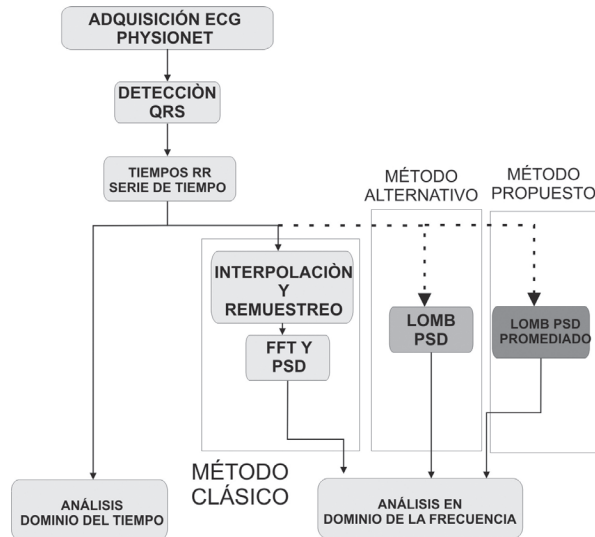 ADQUISICIÓN ECG
PHYSIONET
DETECCIÒN
QRS
TIEMPOS RR
SERIE DE TIEMPO
MÉTODO
ALTERNATIVO
MÉTODO
PROPUESTO
INTERPOLACIÒN
Y
REMUESTREO
FFT Y
PSD
LOMB
PSD
LOMB PSD
PROMEDIADO
MÉTODO
CLÁSICO
ANÁLISIS
DOMINIO DEL TIEMPO
ANÁLISIS EN
DOMINIO DE LA FRECUENCIA